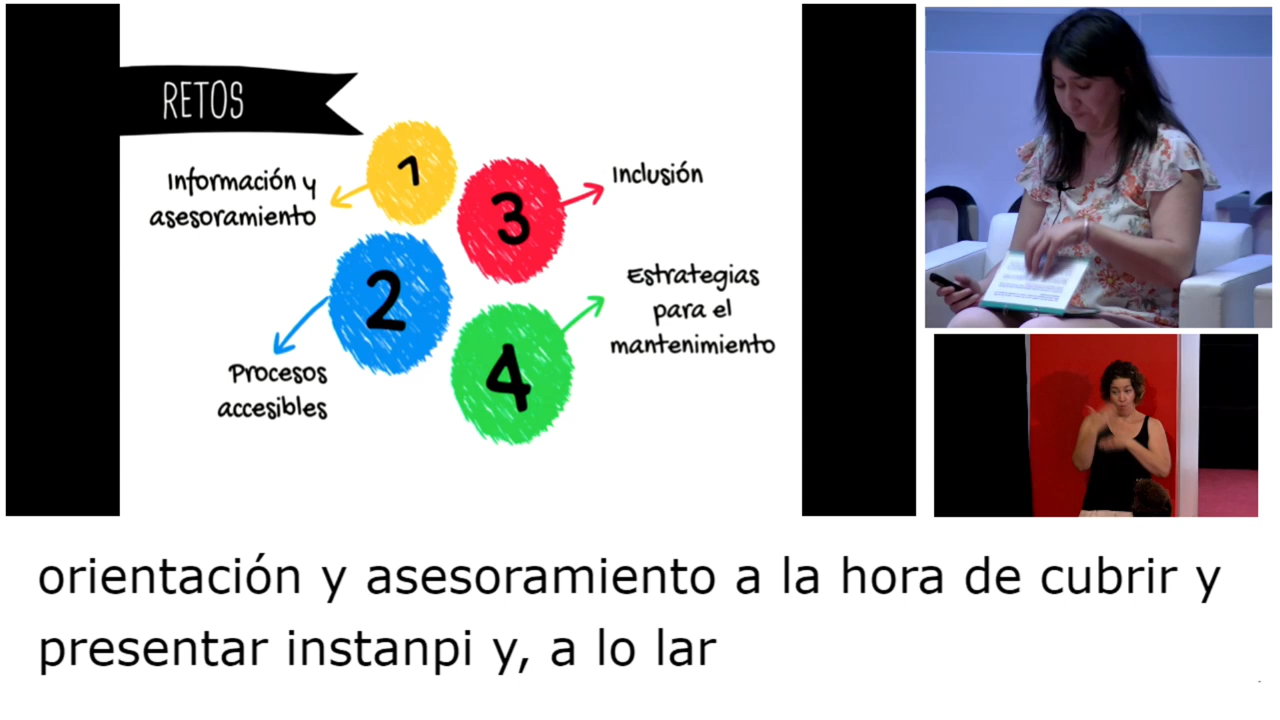 RETOS
1
Información y
asesoramiento
2
Procesos
accesibles
3
Inclusión
4
Estrategias
para el
mantenimiento
orientación y asesoramiento a la hora de cubrir y
presentar instanpi y, a lo lar